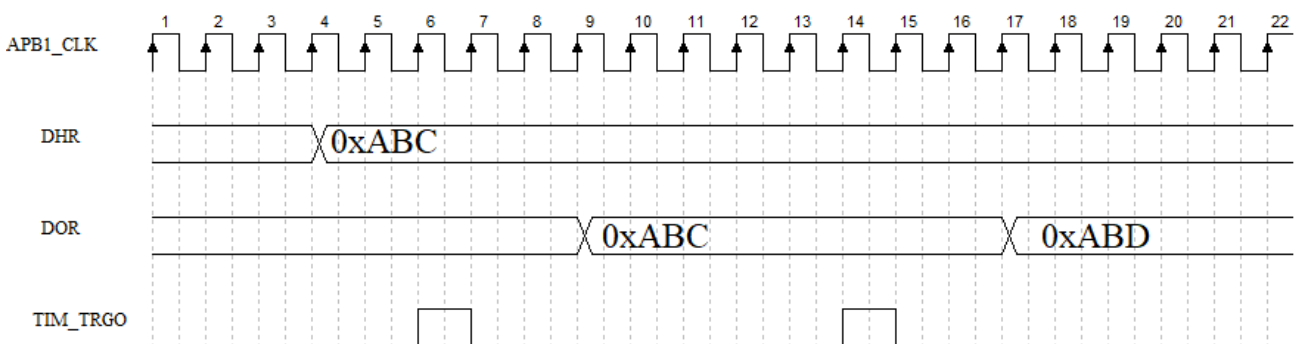 1 2 3 4 5 6 7 8 9 10 11 12 13 14 15 16 17 18 19 20 21 22
APB1_CLK
DHR 0xABC
DOR 0xABC 0xABD
TIM_TRGO